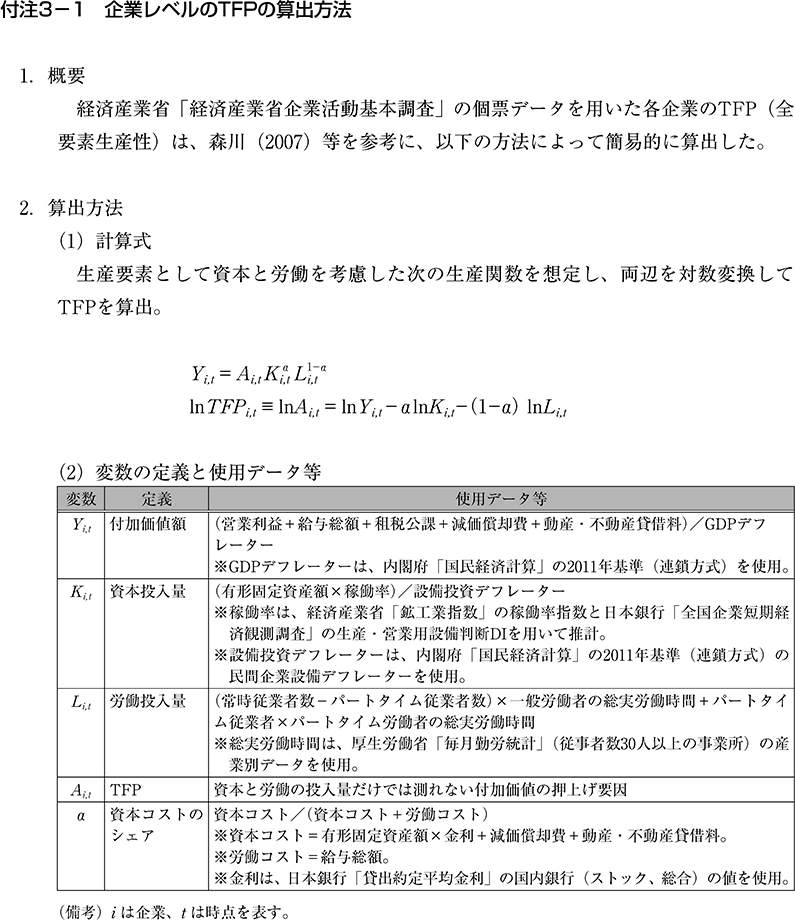 付注3-1　企業レベルのTFPの算出方法
1. 概要
経済産業省「経済産業省企業活動基本調査」の個票データを用いた各企業のTFP（全
要素生産性）は、森川（2007）等を参考に、以下の方法によって簡易的に算出した。
2. 算出方法
（1）計算式
生産要素として資本と労働を考慮した次の生産関数を想定し、両辺を対数変換して
TFPを算出。
Y_{i,t} = A_{i,t} K_{i,t}^{α} L_{i,t}^{1-α}
ln TFP_{i,t} ≡ lnA_{i,t} = lnY_{i,t} - α lnK_{i,t} - (1-α) lnL_{i,t}
（2）変数の定義と使用データ等
変数 定義 使用データ等
Y_{i,t} 付加価値額 （営業利益＋給与総額＋租税公課＋減価償却費＋動産・不動産賃借料）／GDPデフ
レーター
※GDPデフレーターは、内閣府「国民経済計算」の2011年基準（連鎖方式）を使用。
K_{i,t} 資本投入量 （有形固定資産額×稼働率）／設備投資デフレーター
※稼働率は、経済産業省「鉱工業指数」の稼働率指数と日本銀行「全国企業短期経
済観測調査」の生産・営業用設備判断DIを用いて推計。
※設備投資デフレーターは、内閣府「国民経済計算」の2011年基準（連鎖方式）の
民間企業設備デフレーターを使用。
L_{i,t} 労働投入量 （常時従業者数－パートタイム従業者数）×一般労働者の総実労働時間＋パートタイ
ム従業者×パートタイム労働者の総実労働時間
※総実労働時間は、厚生労働省「毎月勤労統計」（従事者数30人以上の事業所）の産
業別データを使用。
A_{i,t} TFP 資本と労働の投入量だけでは測れない付加価値の押上げ要因
α 資本コストの 資本コスト／（資本コスト＋労働コスト）
シェア ※資本コスト＝有形固定資産額×金利＋減価償却費＋動産・不動産賃借料。
※労働コスト＝給与総額。
※金利は、日本銀行「貸出約定平均金利」の国内銀行（ストック、総合）の値を使用。
（備考）i は企業、t は時点を表す。